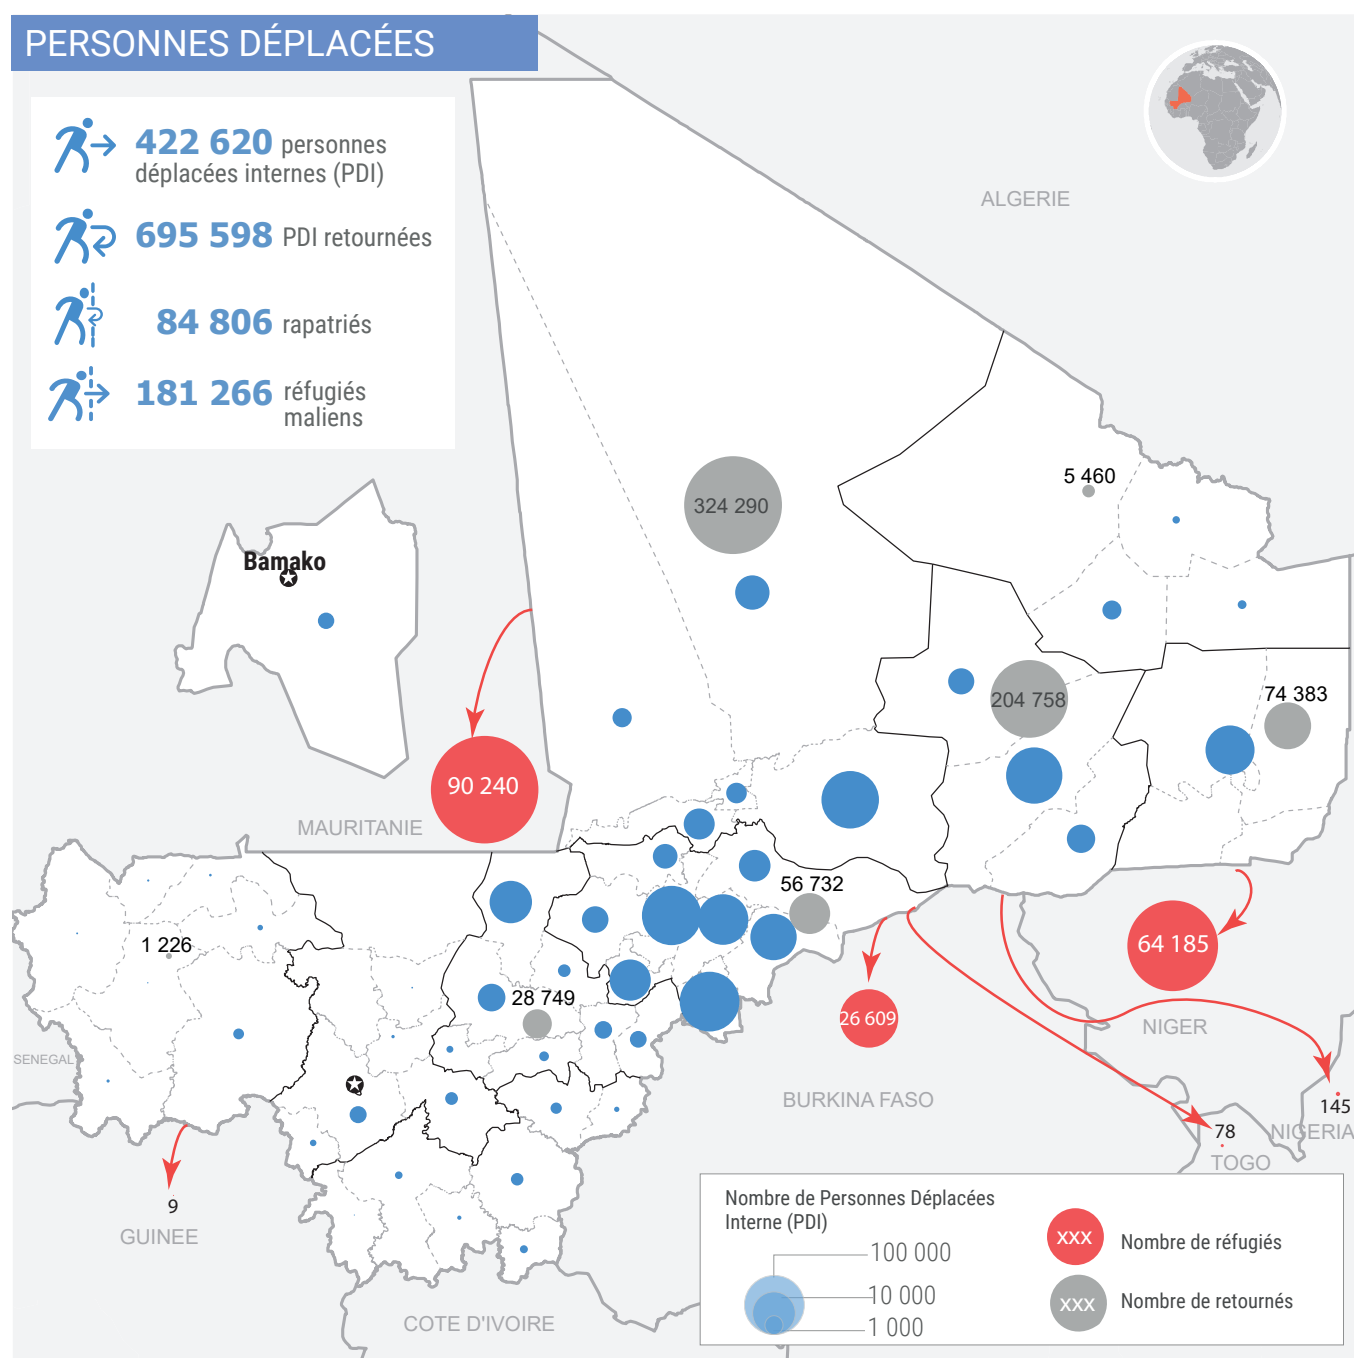 PERSONNES DÉPLACÉES
422 620 personnes
déplacées internes (PDI)
695 598 PDI retournées
84 806 rapatriés
181 266 réfugiés
maliens
ALGERIE
5 460
324 290
Bamako
204 758
74 383
90 240
MAURITANIE
56 732
1 226
28 749
64 185
26 609
NIGER
SENEGAL
BURKINA FASO
145
78
NIGERIA
TOGO
9
GUINEE
COTE D'IVOIRE
Nombre de Personnes Déplacées
Interne (PDI)
100 000
10 000
1 000
XXX Nombre de réfugiés
XXX Nombre de retournés